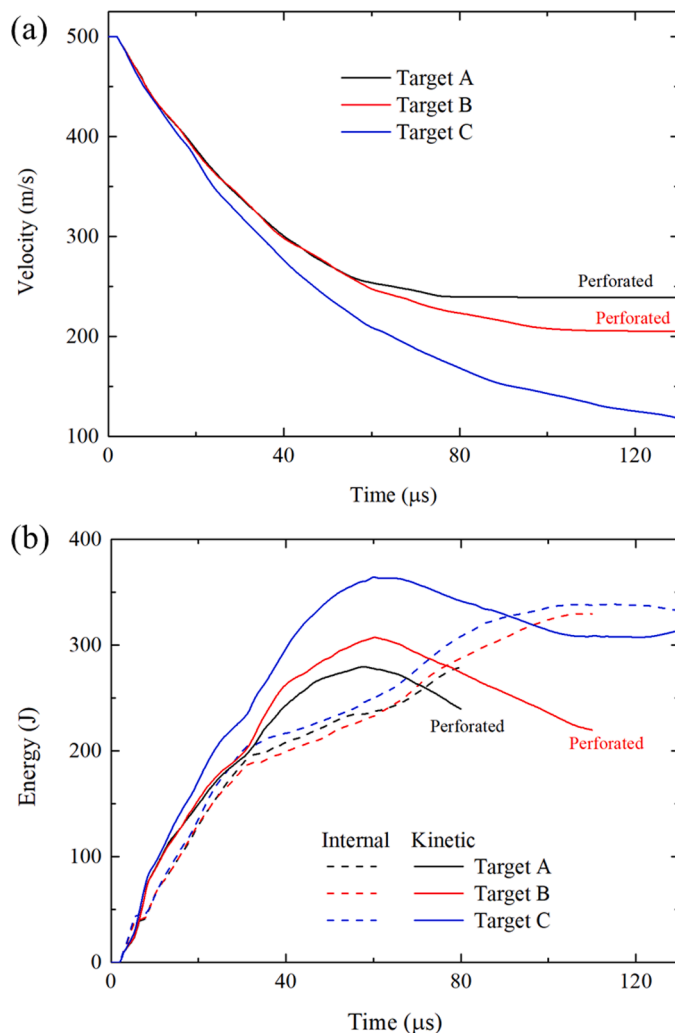 (a)
500
400
300
200
100
Velocity (m/s)
Target A
Target B
Target C
Perforated
Perforated
0
40
80
120
Time (μs)
(b)
400
300
200
100
0
Energy (J)
Perforated
Perforated
Internal Kinetic
Target A
Target B
Target C
0
40
80
120
Time (μs)